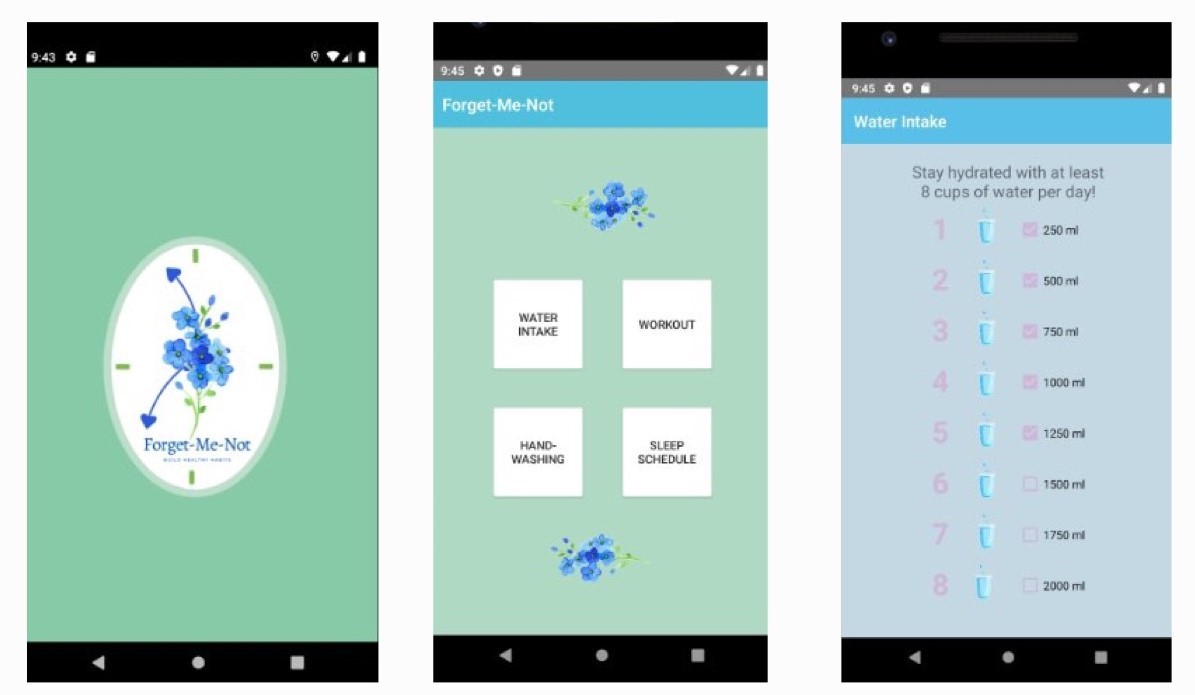 9:43
Forget-Me-Not
BUILD HEALTHY HABITS
9:45
Forget-Me-Not
WATER
INTAKE
WORKOUT
HAND-
WASHING
SLEEP
SCHEDULE
9:45
Water Intake
Stay hydrated with at least
8 cups of water per day!
1 250 ml
2 500 ml
3 750 ml
4 1000 ml
5 1250 ml
6 1500 ml
7 1750 ml
8 2000 ml